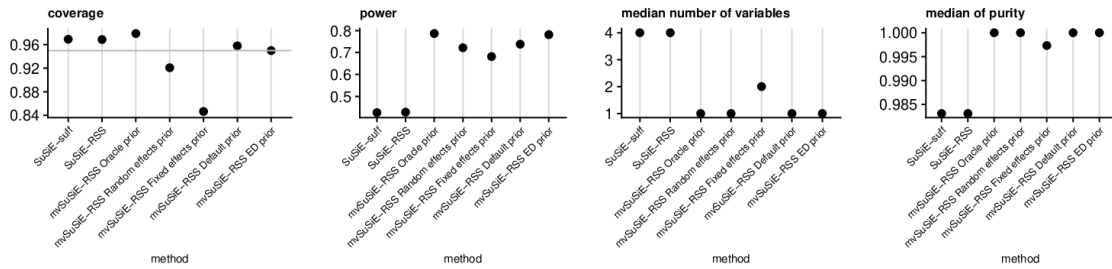 coverage
0.96
0.92
0.88
0.84
SuSiE−suff
SuSiE−RSS
mvSuSiE−RSS Oracle prior
mvSuSiE−RSS Random effects prior
mvSuSiE−RSS Fixed effects prior
mvSuSiE−RSS Default prior
mvSuSiE−RSS ED prior
method
power
0.8
0.7
0.6
0.5
SuSiE−suff
SuSiE−RSS
mvSuSiE−RSS Oracle prior
mvSuSiE−RSS Random effects prior
mvSuSiE−RSS Fixed effects prior
mvSuSiE−RSS Default prior
mvSuSiE−RSS ED prior
method
median number of variables
4
3
2
1
SuSiE−suff
SuSiE−RSS
mvSuSiE−RSS Oracle prior
mvSuSiE−RSS Random effects prior
mvSuSiE−RSS Fixed effects prior
mvSuSiE−RSS Default prior
mvSuSiE−RSS ED prior
method
median of purity
1.000
0.995
0.990
0.985
SuSiE−suff
SuSiE−RSS
mvSuSiE−RSS Oracle prior
mvSuSiE−RSS Random effects prior
mvSuSiE−RSS Fixed effects prior
mvSuSiE−RSS Default prior
mvSuSiE−RSS ED prior
method